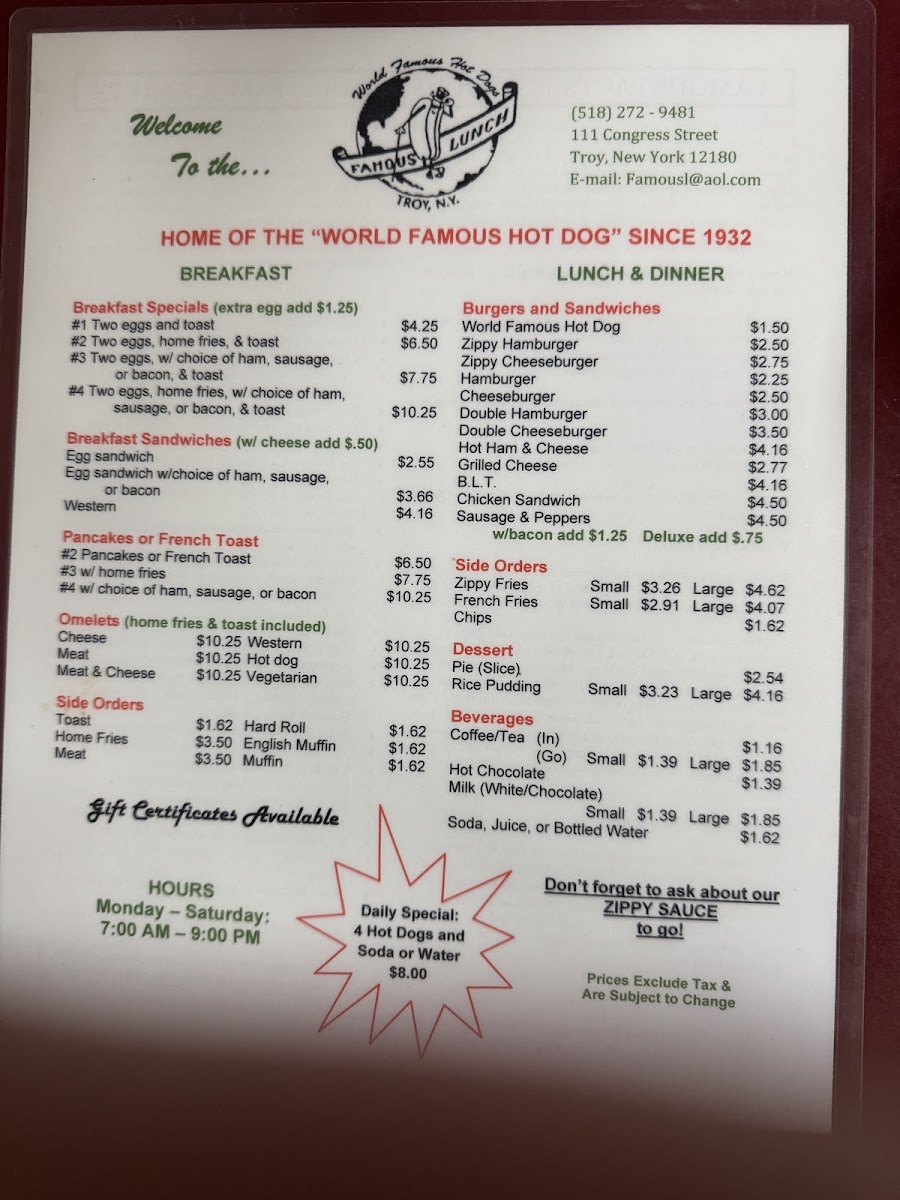 Welcome
To the...
World Famous Hot Dogs
FAMOUS LUNCH
TROY, N.Y.
(518) 272 - 9481
111 Congress Street
Troy, New York 12180
E-mail: Famousl@aol.com
HOME OF THE “WORLD FAMOUS HOT DOG” SINCE 1932
BREAKFAST
Breakfast Specials (extra egg add $1.25)
#1 Two eggs and toast $4.25
#2 Two eggs, home fries, & toast $6.50
#3 Two eggs, w/ choice of ham, sausage,
or bacon, & toast $7.75
#4 Two eggs, home fries, w/ choice of ham,
sausage, or bacon, & toast $10.25
Breakfast Sandwiches (w/ cheese add $.50)
Egg sandwich $2.55
Egg sandwich w/choice of ham, sausage,
or bacon $3.66
Western $4.16
Pancakes or French Toast
#2 Pancakes or French Toast $6.50
#3 w/ home fries $7.75
#4 w/ choice of ham, sausage, or bacon $10.25
Omelets (home fries & toast included)
Cheese $10.25 Western $10.25
Meat $10.25 Hot dog $10.25
Meat & Cheese $10.25 Vegetarian $10.25
Side Orders
Toast $1.62 Hard Roll $1.62
Home Fries $3.50 English Muffin $1.62
Meat $3.50 Muffin $1.62
Gift Certificates Available
HOURS
Monday – Saturday:
7:00 AM – 9:00 PM
LUNCH & DINNER
Burgers and Sandwiches
World Famous Hot Dog $1.50
Zippy Hamburger $2.50
Zippy Cheeseburger $2.75
Hamburger $2.25
Cheeseburger $2.50
Double Hamburger $3.00
Double Cheeseburger $3.50
Hot Ham & Cheese $4.16
Grilled Cheese $2.77
B.L.T. $4.16
Chicken Sandwich $4.50
Sausage & Peppers $4.50
w/bacon add $1.25 Deluxe add $.75
Side Orders
Zippy Fries Small $3.26 Large $4.62
French Fries Small $2.91 Large $4.07
Chips $1.62
Dessert
Pie (Slice) $2.54
Rice Pudding Small $3.23 Large $4.16
Beverages
Coffee/Tea (In) $1.16
(Go) Small $1.39 Large $1.85
Hot Chocolate $1.39
Milk (White/Chocolate)
Small $1.39 Large $1.85
Soda, Juice, or Bottled Water $1.62
Daily Special:
4 Hot Dogs and
Soda or Water
$8.00
Don't forget to ask about our
ZIPPY SAUCE
to go!
Prices Exclude Tax &
Are Subject to Change